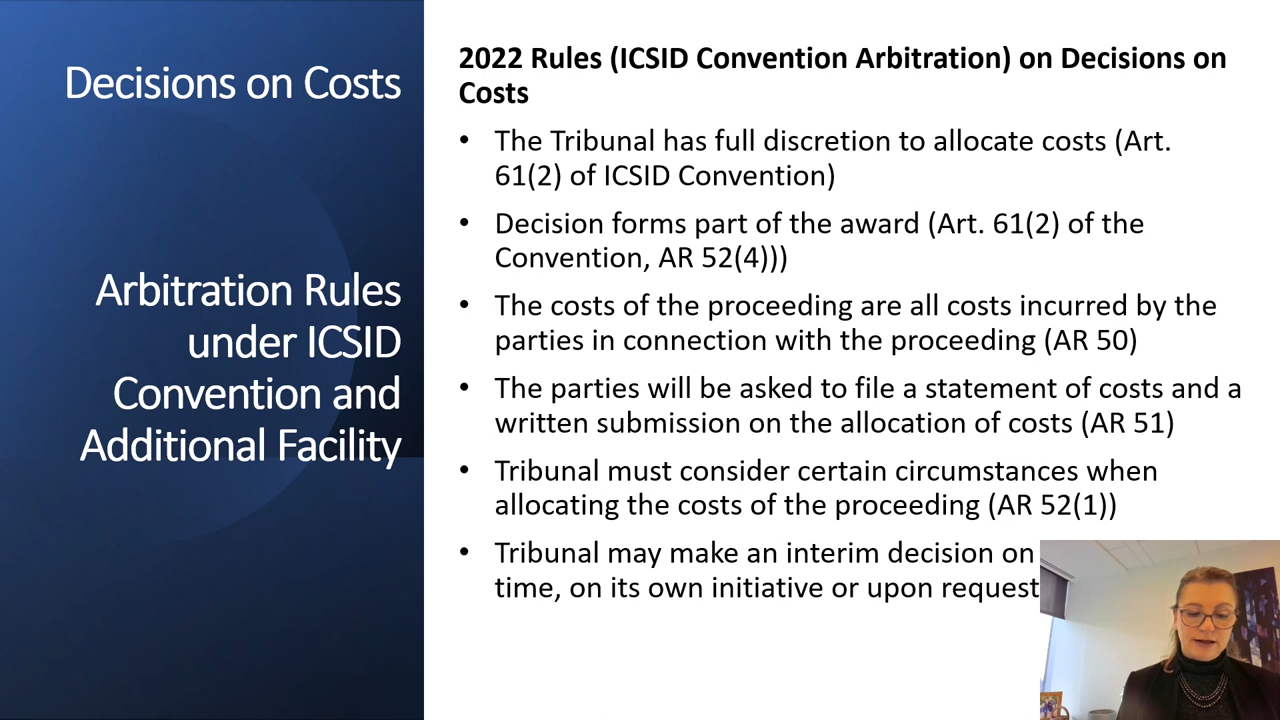 Decisions on Costs
Arbitration Rules
under ICSID
Convention and
Additional Facility
2022 Rules (ICSID Convention Arbitration) on Decisions on
Costs
• The Tribunal has full discretion to allocate costs (Art.
61(2) of ICSID Convention)
• Decision forms part of the award (Art. 61(2) of the
Convention, AR 52(4)))
• The costs of the proceeding are all costs incurred by the
parties in connection with the proceeding (AR 50)
• The parties will be asked to file a statement of costs and a
written submission on the allocation of costs (AR 51)
• Tribunal must consider certain circumstances when
allocating the costs of the proceeding (AR 52(1))
• Tribunal may make an interim decision on
time, on its own initiative or upon request